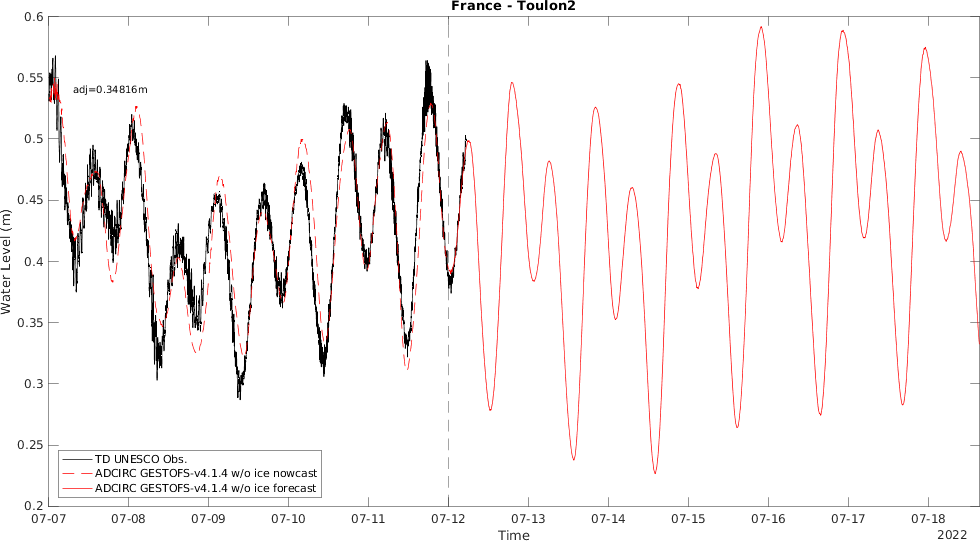 France - Toulon2
0.6
0.55
0.5
0.45
0.4
0.35
0.3
0.25
0.2
Water Level (m)
adj=0.34816m
TD UNESCO Obs.
ADCIRC GESTOFS-v4.1.4 w/o ice nowcast
ADCIRC GESTOFS-v4.1.4 w/o ice forecast
07-07 07-08 07-09 07-10 07-11 07-12 07-13 07-14 07-15 07-16 07-17 07-18
Time
2022